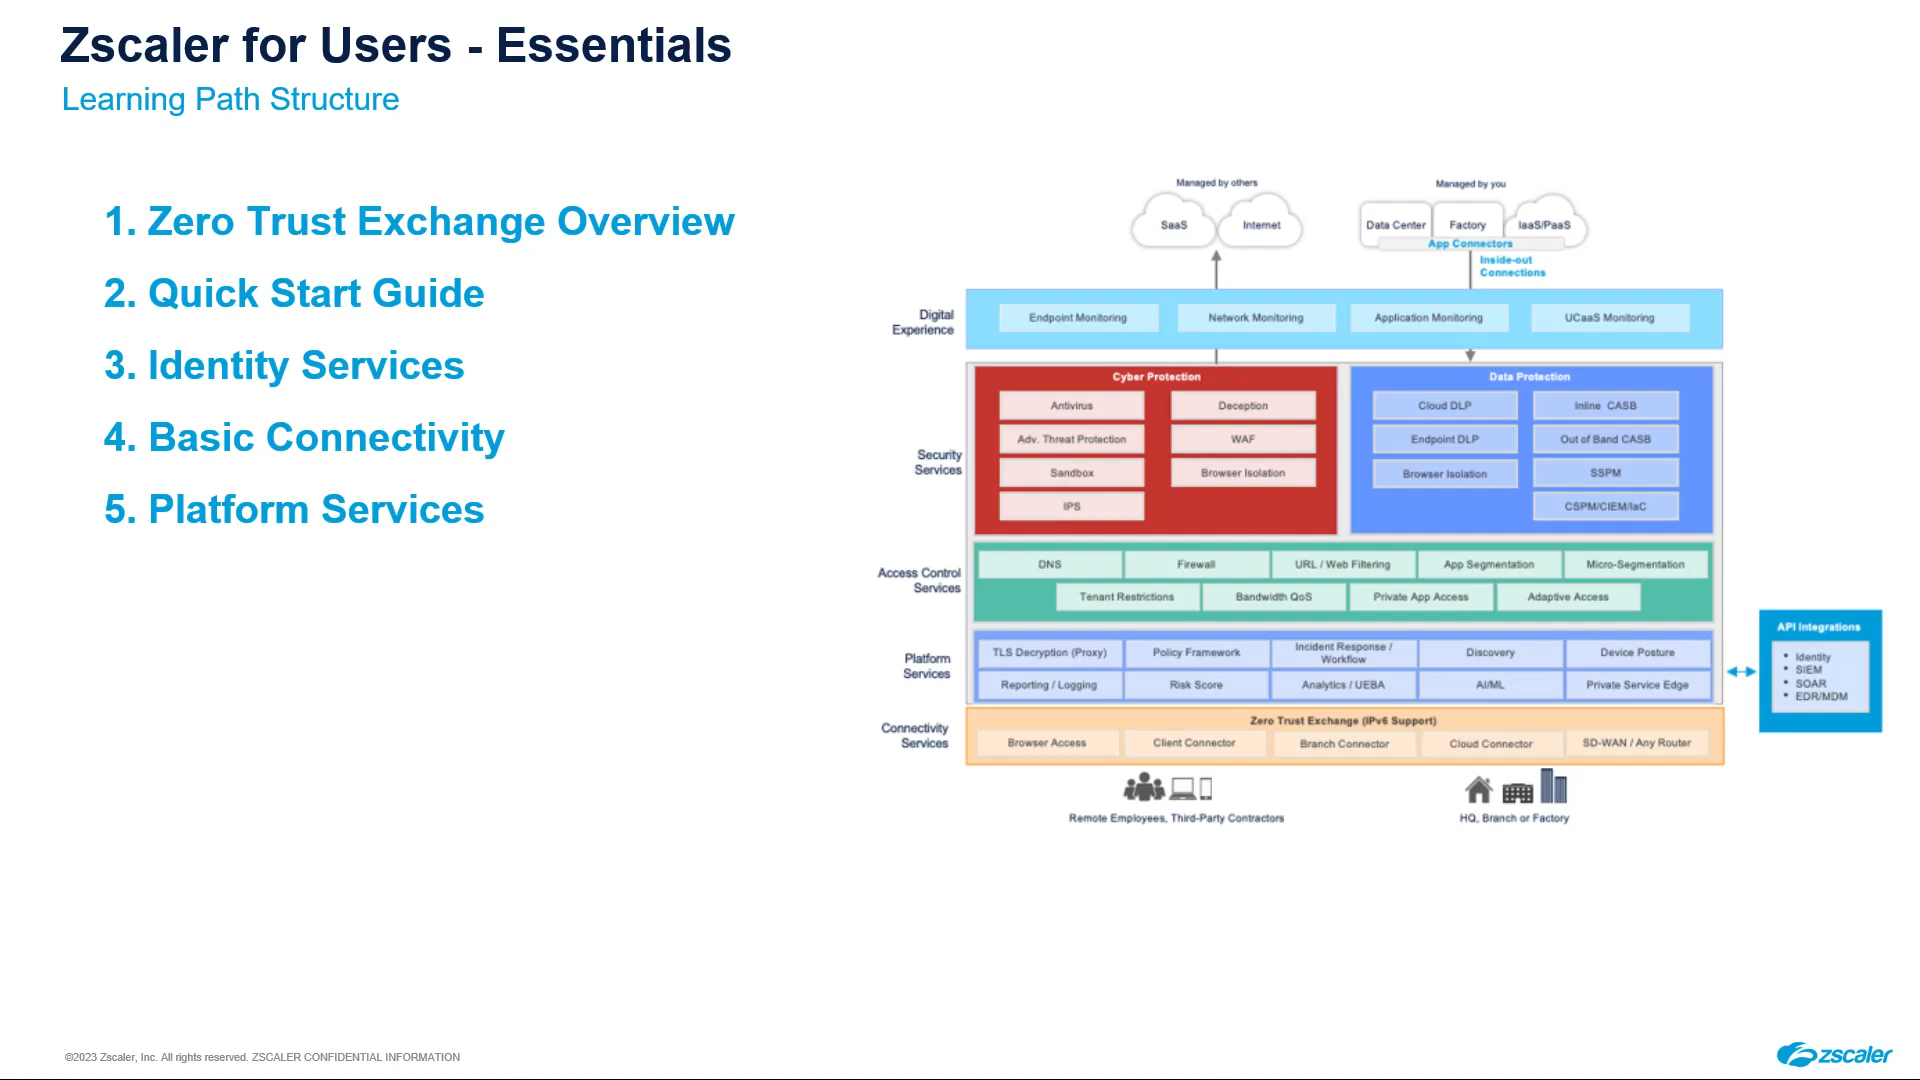 Zscaler for Users - Essentials
Learning Path Structure
1. Zero Trust Exchange Overview
2. Quick Start Guide
3. Identity Services
4. Basic Connectivity
5. Platform Services
Managed by others
Managed by you
SaaS
Internet
Data Center
Factory
IaaS/PaaS
App Connectors
Inside-out
Connections
Digital
Experience
Endpoint Monitoring
Network Monitoring
Application Monitoring
UCaaS Monitoring
Security
Services
Cyber Protection
Antivirus
Deception
Adv. Threat Protection
WAF
Sandbox
Browser Isolation
IPS
Data Protection
Cloud DLP
Inline CASB
Endpoint DLP
Out of Band CASB
Browser Isolation
SSPM
CSPM/CIEM/IaC
Access Control
Services
DNS
Firewall
URL / Web Filtering
App Segmentation
Micro-Segmentation
Tenant Restrictions
Bandwidth QoS
Private App Access
Adaptive Access
Platform
Services
TLS Decryption (Proxy)
Policy Framework
Incident Response /
Workflow
Discovery
Device Posture
Reporting / Logging
Risk Score
Analytics / UEBA
AI/ML
Private Service Edge
API Integrations
• Identity
• SIEM
• SOAR
• EDR/MDM
Connectivity
Services
Zero Trust Exchange (IPv6 Support)
Browser Access
Client Connector
Branch Connector
Cloud Connector
SD-WAN / Any Router
Remote Employees, Third-Party Contractors
HQ, Branch or Factory
©2023 Zscaler, Inc. All rights reserved. ZSCALER CONFIDENTIAL INFORMATION
zscaler